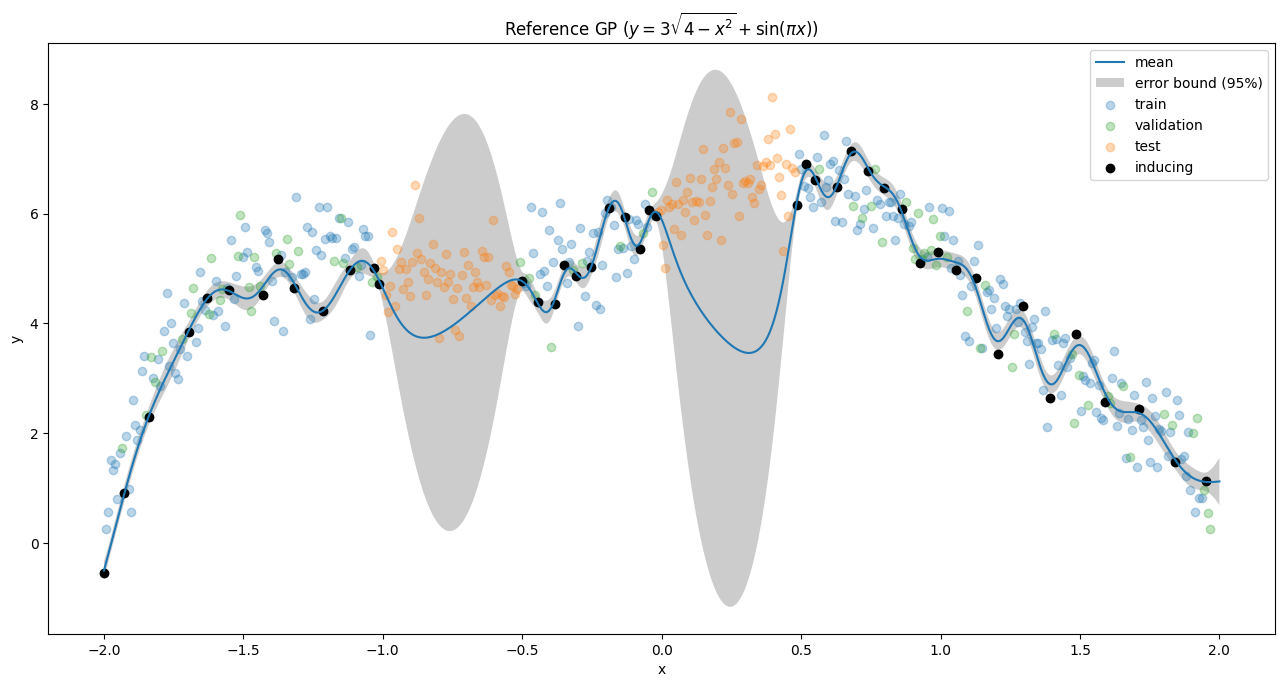 Reference GP (y = 3√4 − x² + sin(πx))
mean
error bound (95%)
train
validation
test
inducing
y
8
6
4
2
0
−2.0 −1.5 −1.0 −0.5 0.0 0.5 1.0 1.5 2.0
x